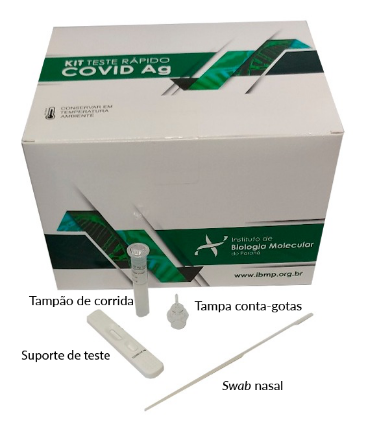 KIT TESTE RÁPIDO
COVID Ag
CONSERVAR EM
TEMPERATURA
AMBIENTE
Instituto de
Biologia Molecular
do Paraná
www.ibmp.org.br
Tampão de corrida
Tampa conta-gotas
Suporte de teste
Swab nasal